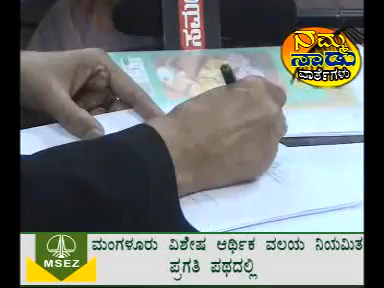 ನಮ್ಮ
ನಾಡು
ವಾರ್ತೆಗಳು
MSEZ
ಮಂಗಳೂರು ವಿಶೇಷ ಆರ್ಥಿಕ ವಲಯ ನಿಯಮಿತ
ಪ್ರಗತಿ ಪಥದಲ್ಲಿ